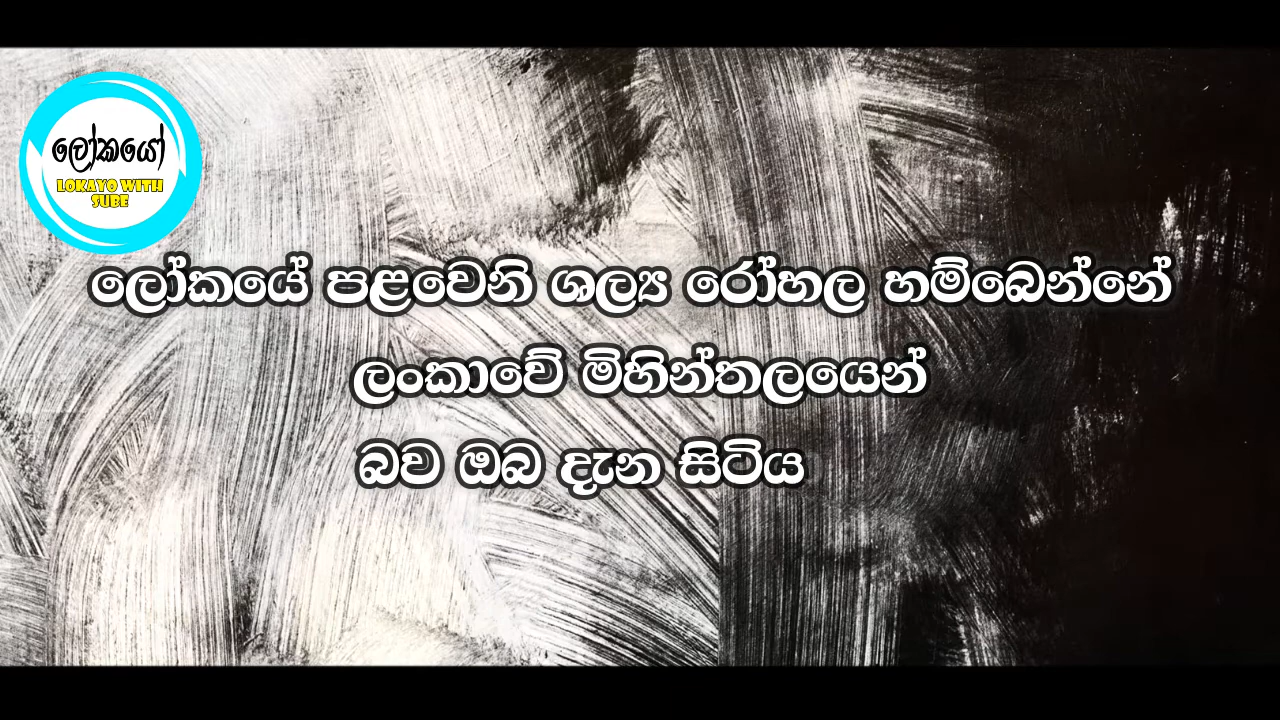 ලෝකයෝ
LOKAYO WITH
SUBE
ලෝකයේ පළවෙනි ශල්‍ය රෝහල හම්බෙන්නේ
ලංකාවේ මිහින්තලයෙන්
බව ඔබ දැන සිටිය